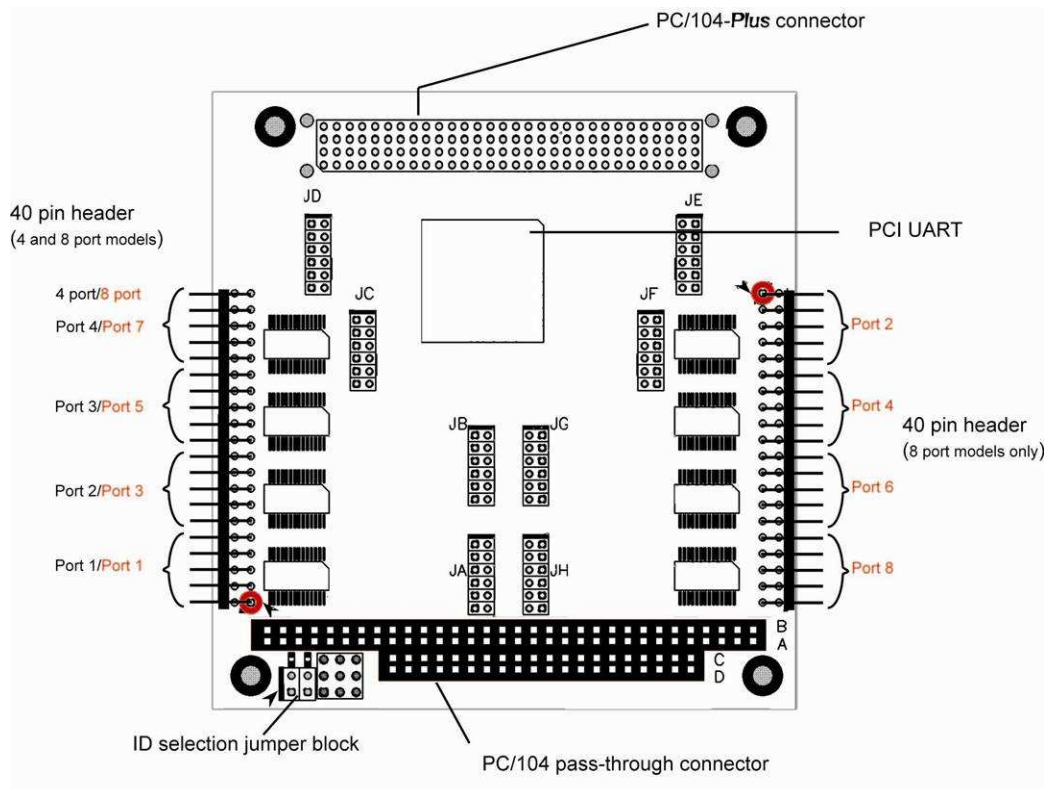 PC/104-Plus connector
JD
JE
40 pin header
(4 and 8 port models)
PCI UART
4 port/8 port
JC
JF
Port 4/Port 7
Port 2
Port 3/Port 5
Port 4
JB
JG
40 pin header
(8 port models only)
Port 2/Port 3
Port 6
Port 1/Port 1
JA
JH
Port 8
B
A
C
D
ID selection jumper block
PC/104 pass-through connector